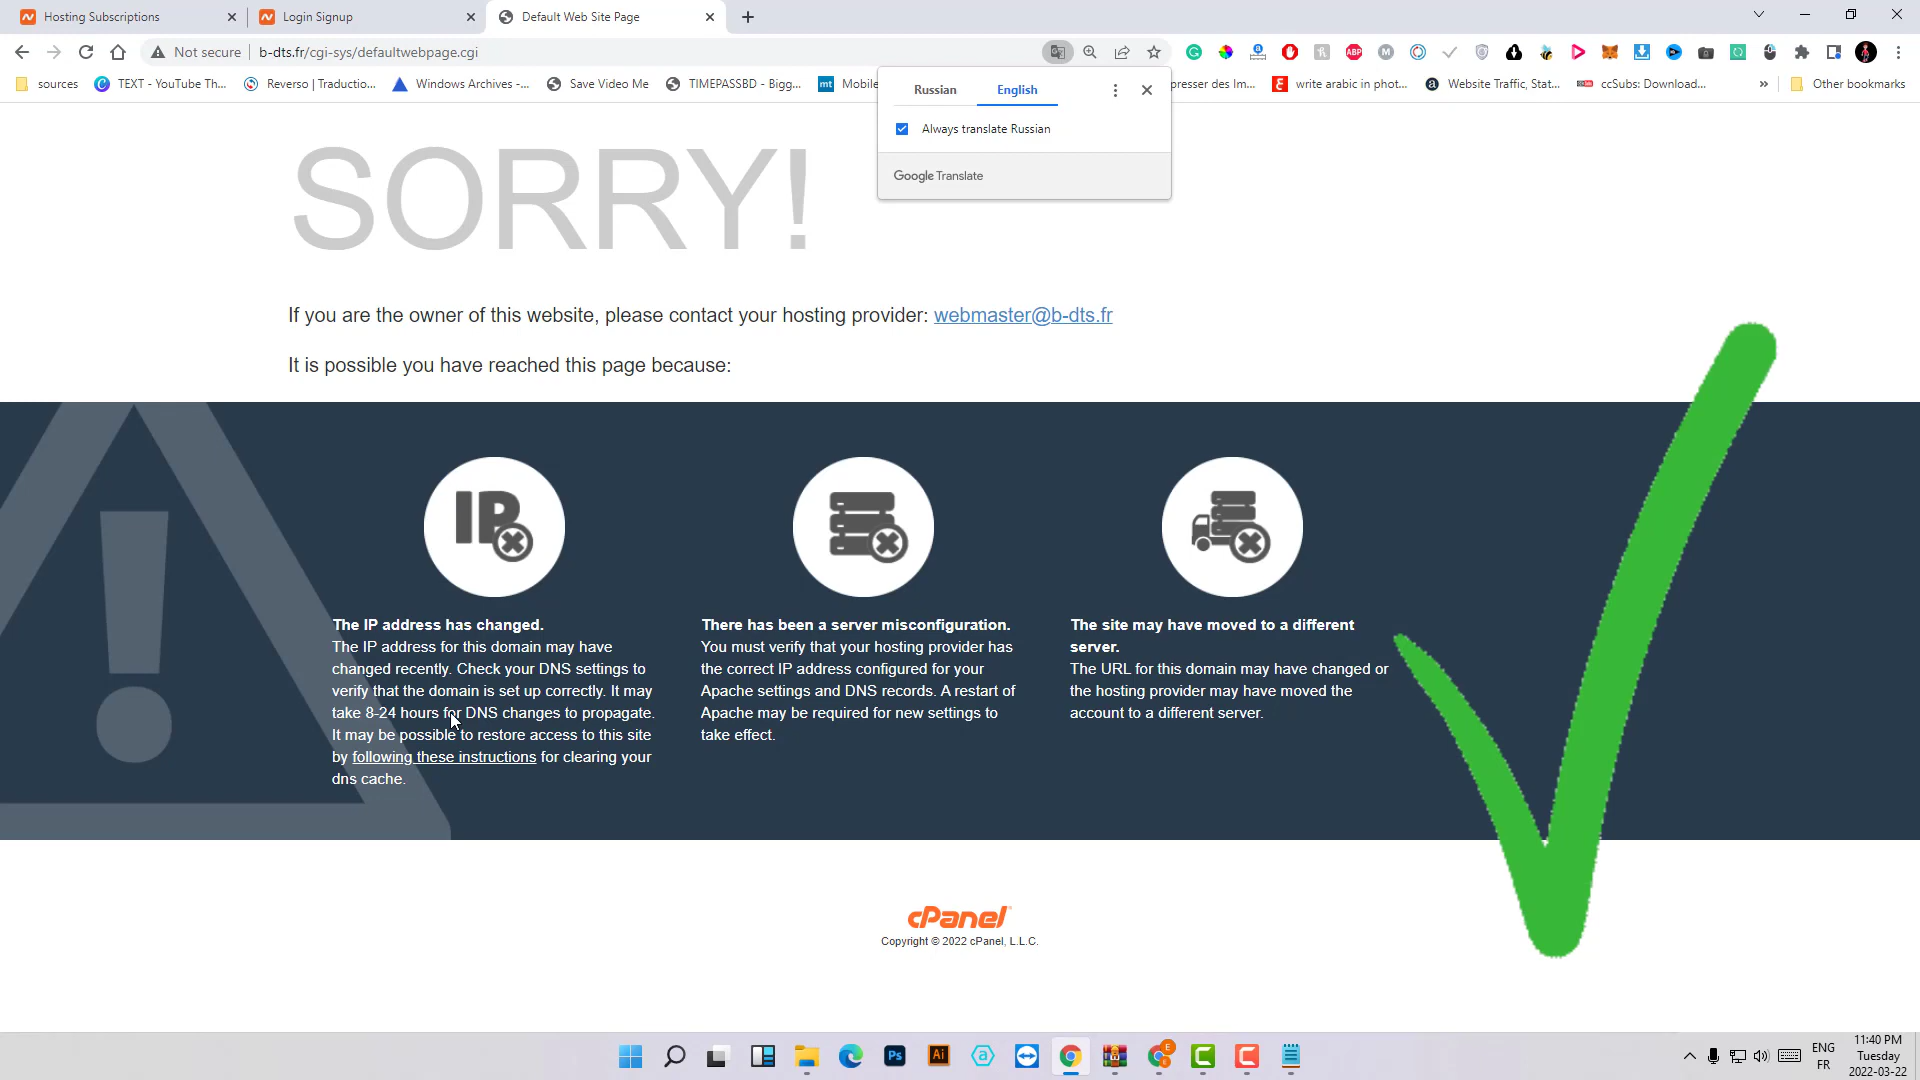 Hosting Subscriptions
Login Signup
Default Web Site Page
Not secure
b-dts.fr/cgi-sys/defaultwebpage.cgi
sources
TEXT - YouTube Th...
Reverso | Traductio...
Windows Archives -...
Save Video Me
TIMEPASSBD - Bigg...
mt
Mobile
presser des Im...
write arabic in phot...
Website Traffic, Stat...
ccSubs: Download...
»
Other bookmarks
Russian
English
Always translate Russian
Google Translate
SORRY!
If you are the owner of this website, please contact your hosting provider: webmaster@b-dts.fr
It is possible you have reached this page because:
IP
The IP address has changed.
The IP address for this domain may have
changed recently. Check your DNS settings to
verify that the domain is set up correctly. It may
take 8-24 hours for DNS changes to propagate.
It may be possible to restore access to this site
by following these instructions for clearing your
dns cache.
There has been a server misconfiguration.
You must verify that your hosting provider has
the correct IP address configured for your
Apache settings and DNS records. A restart of
Apache may be required for new settings to
take effect.
The site may have moved to a different
server.
The URL for this domain may have changed or
the hosting provider may have moved the
account to a different server.
cPanel
Copyright © 2022 cPanel, L.L.C.
Ps
Ai
E
ENG
FR
11:40 PM
Tuesday
2022-03-22